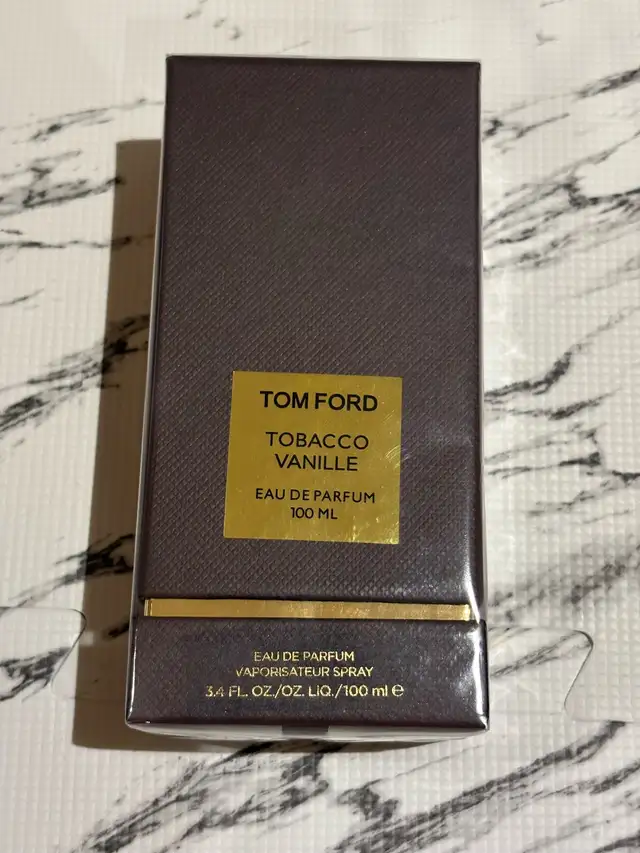 TOM FORD
TOBACCO
VANILLE
EAU DE PARFUM
100 ML
EAU DE PARFUM
VAPORISATEUR SPRAY
3.4 FL. OZ./OZ. LIQ./100 ml ℮